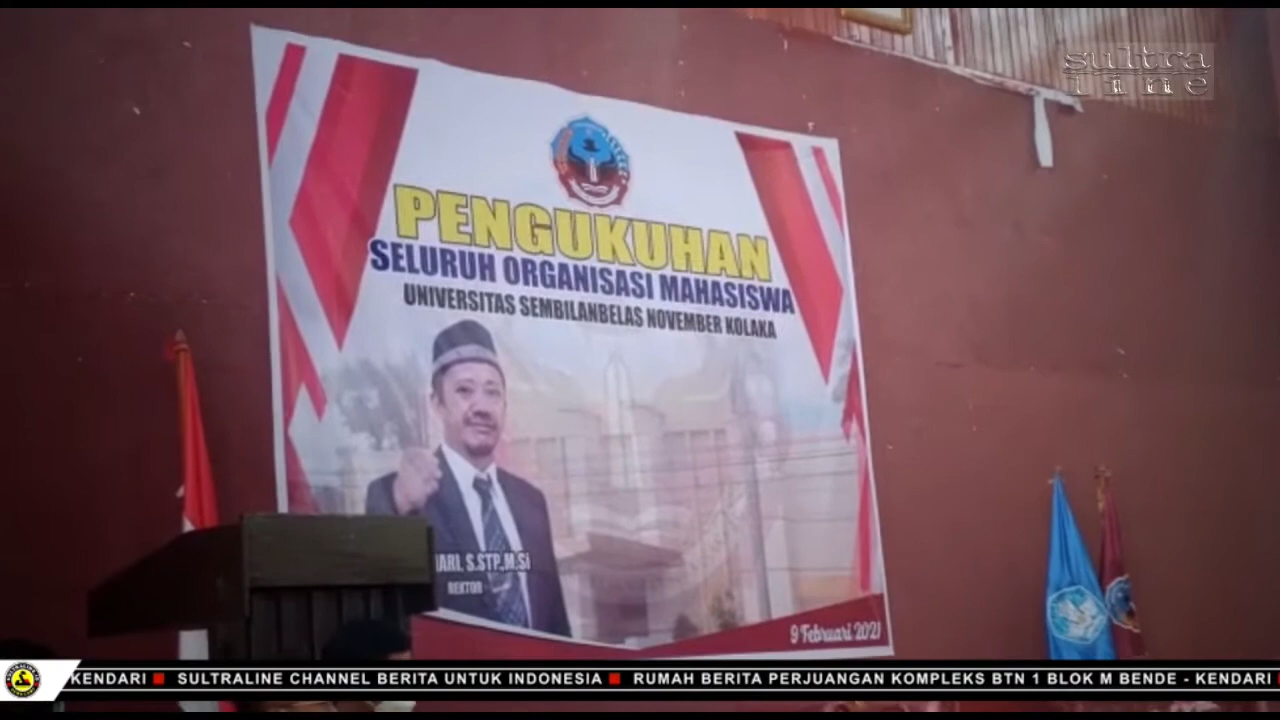 sultra
line
PENGUKUHAN
SELURUH ORGANISASI MAHASISWA
UNIVERSITAS SEMBILANBELAS NOVEMBER KOLAKA
S.STP.,M.Si
REKTOR
9 Februari 2021
KENDARI ■ SULTRALINE CHANNEL BERITA UNTUK INDONESIA ■ RUMAH BERITA PERJUANGAN KOMPLEKS BTN 1 BLOK M BENDE - KENDARI